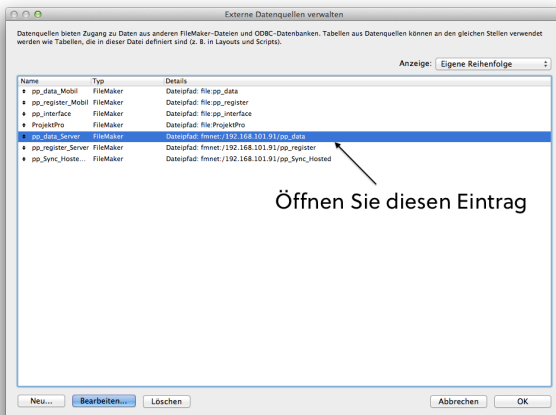 Externe Datenquellen verwalten
Datenquellen bieten Zugang zu Daten aus anderen FileMaker-Dateien und ODBC-Datenbanken. Tabellen aus Datenquellen können an den gleichen Stellen verwendet
werden wie Tabellen, die in dieser Datei definiert sind (z. B. in Layouts und Scripts).
Anzeige: Eigene Reihenfolge
Name Typ Details
pp_data_Mobil FileMaker Dateipfad: file:pp_data
pp_register_Mobil FileMaker Dateipfad: file:pp_register
pp_interface FileMaker Dateipfad: file:pp_interface
ProjektPro FileMaker Dateipfad: file:ProjektPro
pp_data_Server FileMaker Dateipfad: fmnet:/192.168.101.91/pp_data
pp_register_Server FileMaker Dateipfad: fmnet:/192.168.101.91/pp_register
pp_Sync_Hoste... FileMaker Dateipfad: fmnet:/192.168.101.91/pp_Sync_Hosted
Öffnen Sie diesen Eintrag
Neu... Bearbeiten... Löschen Abbrechen OK